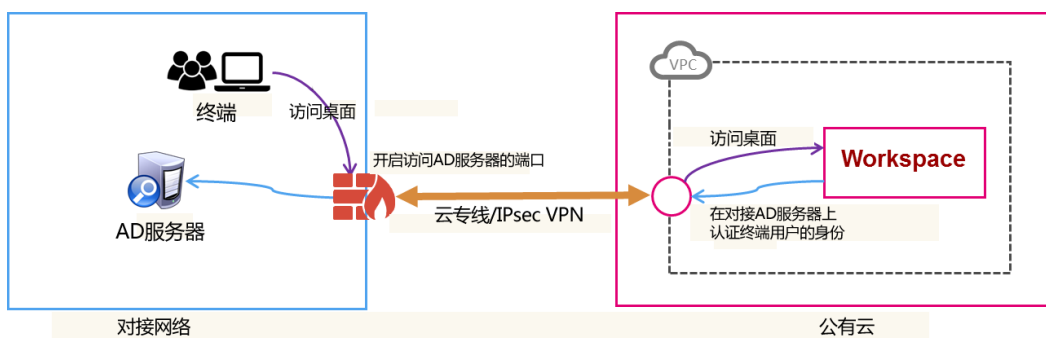 终端
访问桌面
开启访问AD服务器的端口
AD服务器
云专线/IPsec VPN
VPC
访问桌面
Workspace
在对接AD服务器上
认证终端用户的身份
对接网络
公有云